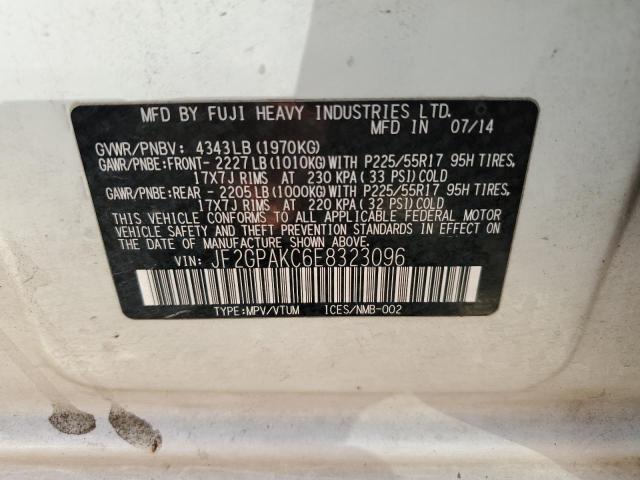 MFD BY FUJI HEAVY INDUSTRIES LTD.
MFD IN 07/14
GVWR/PNBV: 4343LB (1970KG)
GAWR/PNBE:FRONT- 2227LB (1010KG) WITH P225/55R17 95H TIRES,
17X7J RIMS AT 230 KPA (33 PSI) COLD
GAWR/PNBE:REAR - 2205LB (1000KG) WITH P225/55R17 95H TIRES,
17X7J RIMS AT 220 KPA (32 PSI) COLD
THIS VEHICLE CONFORMS TO ALL APPLICABLE FEDERAL MOTOR
VEHICLE SAFETY AND THEFT PREVENTION STANDARDS IN EFFECT
ON THE DATE OF MANUFACTURE SHOWN ABOVE.
VIN: JF2GPAKC6E8323096
TYPE:MPV/VTUM ICES/NMB-002